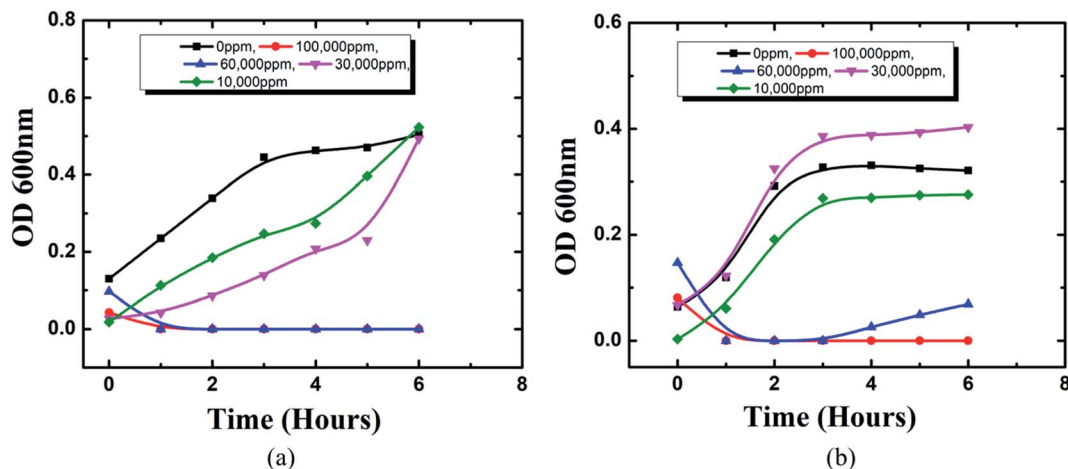 0ppm, 100,000ppm,
60,000ppm, 30,000ppm,
10,000ppm
0.8
0.6
0.4
0.2
0.0
OD 600nm
0 2 4 6 8
Time (Hours)
(a)
0ppm, 100,000ppm,
60,000ppm, 30,000ppm,
10,000ppm
0.6
0.4
0.2
0.0
OD 600nm
0 2 4 6 8
Time (Hours)
(b)